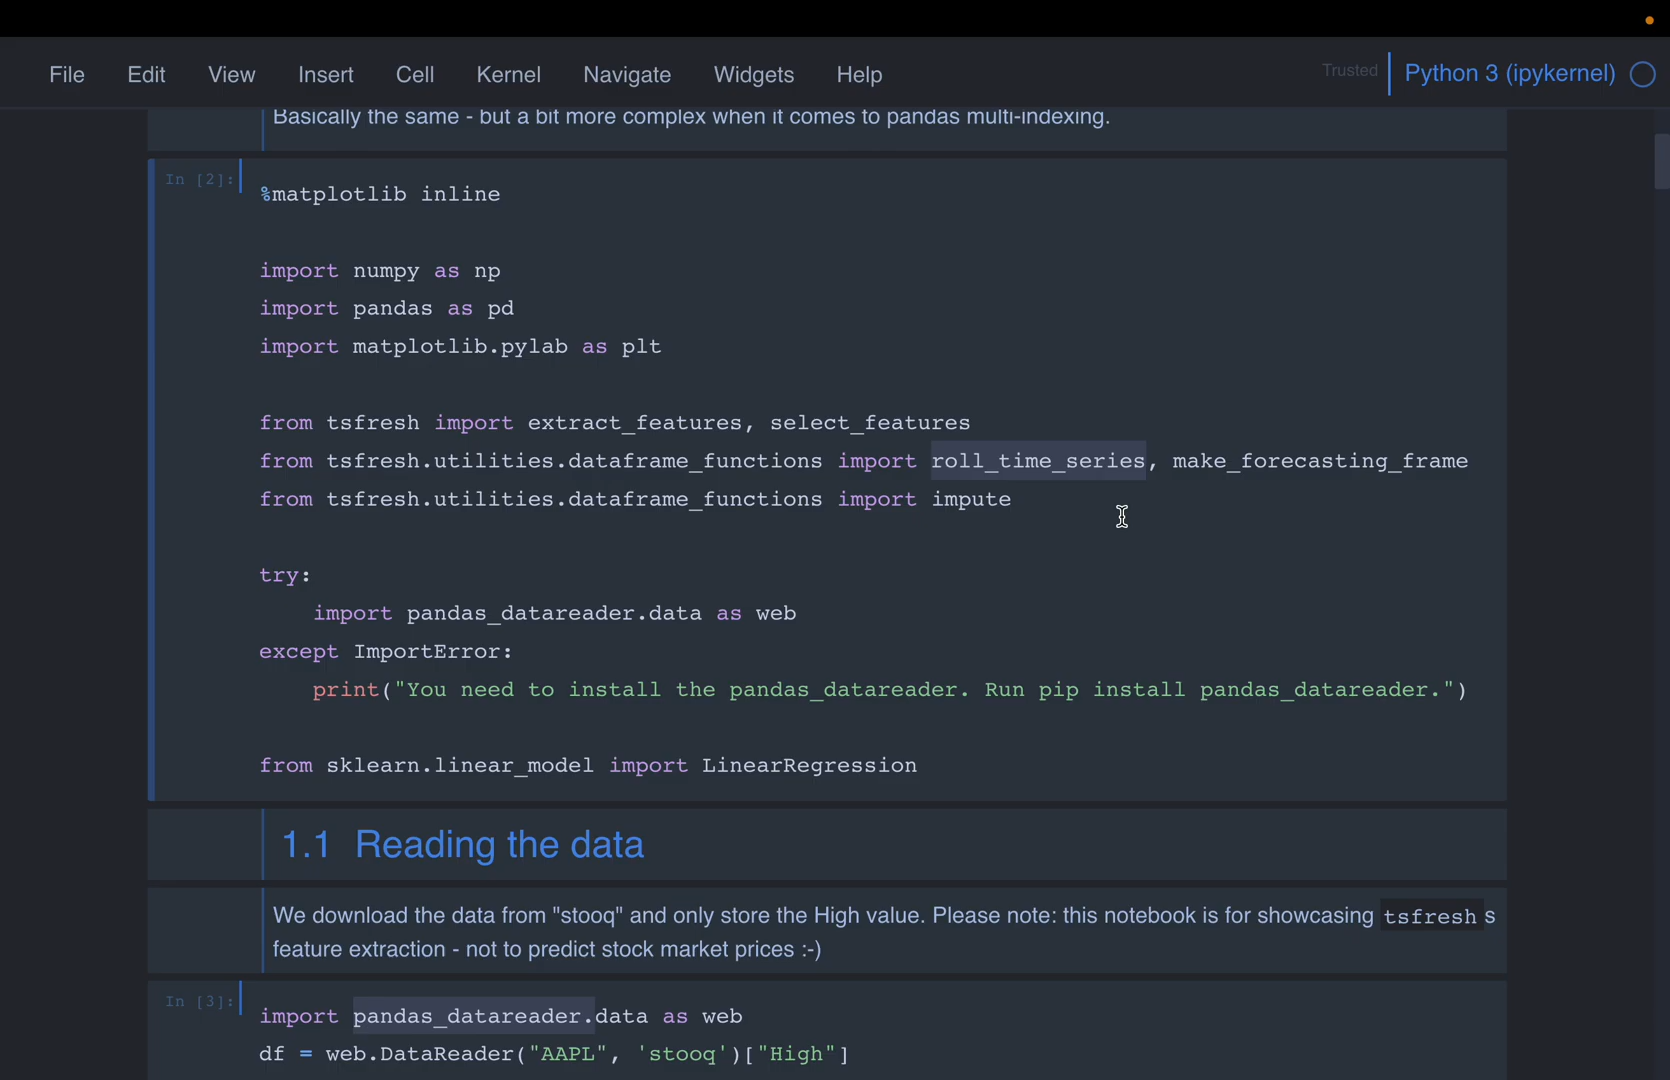 File Edit View Insert Cell Kernel Navigate Widgets Help Trusted Python 3 (ipykernel)
Basically the same - but a bit more complex when it comes to pandas multi-indexing.
In [2]:
%matplotlib inline
import numpy as np
import pandas as pd
import matplotlib.pylab as plt
from tsfresh import extract_features, select_features
from tsfresh.utilities.dataframe_functions import roll_time_series, make_forecasting_frame
from tsfresh.utilities.dataframe_functions import impute
try:
    import pandas_datareader.data as web
except ImportError:
    print("You need to install the pandas_datareader. Run pip install pandas_datareader.")
from sklearn.linear_model import LinearRegression
1.1 Reading the data
We download the data from "stooq" and only store the High value. Please note: this notebook is for showcasing tsfresh s
feature extraction - not to predict stock market prices :-)
In [3]:
import pandas_datareader.data as web
df = web.DataReader("AAPL", 'stooq')["High"]